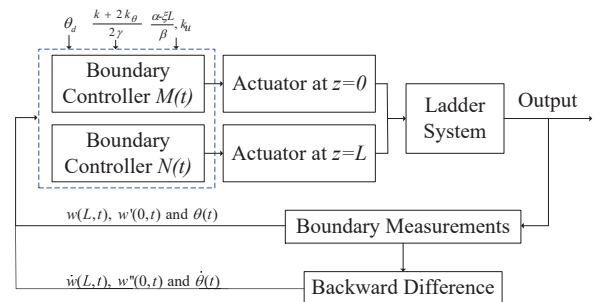 θ_d   (k + 2k_θ)/(2γ)   (α-ξL)/β, k_u
Boundary Controller M(t)
Actuator at z=0
Ladder System
Output
Boundary Controller N(t)
Actuator at z=L
w(L,t), w'(0,t) and θ(t)
Boundary Measurements
ẇ(L,t), w''(0,t) and θ̇(t)
Backward Difference